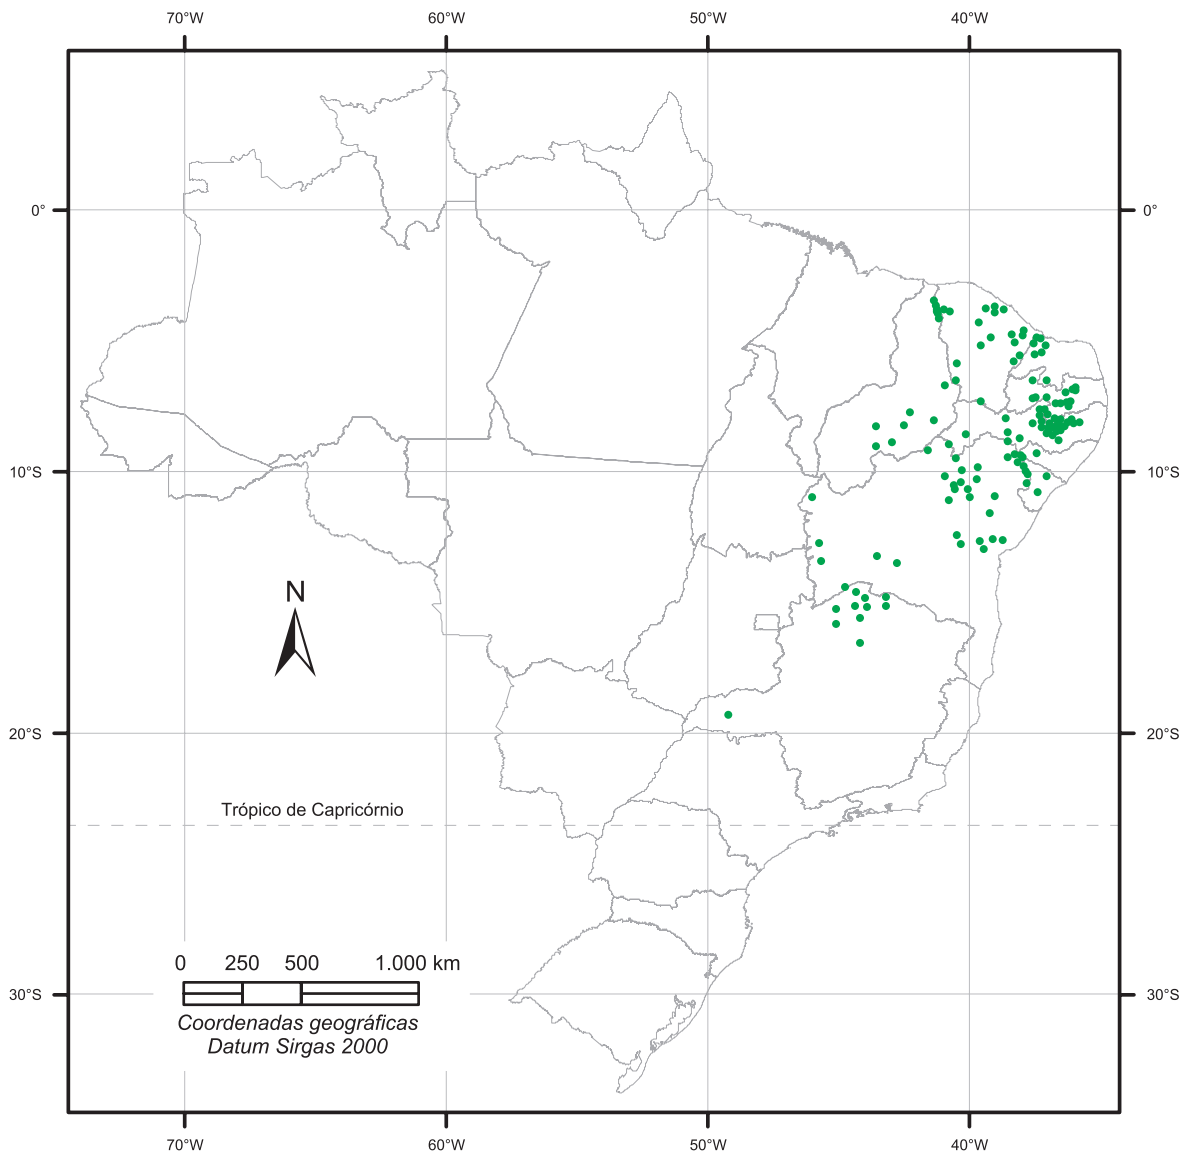 70°W 60°W 50°W 40°W
0° 0°
10°S 10°S
N
20°S 20°S
Trópico de Capricórnio
0 250 500 1.000 km
30°S 30°S
Coordenadas geográficas
Datum Sirgas 2000
70°W 60°W 50°W 40°W